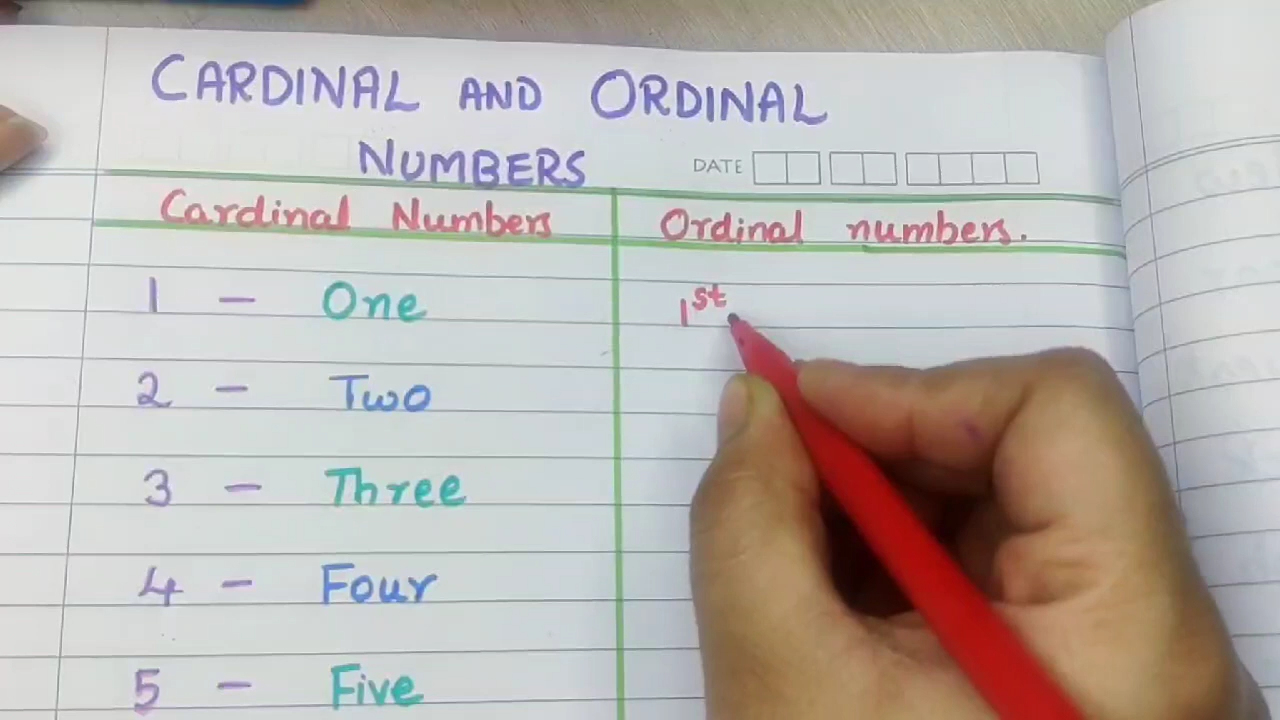 CARDINAL AND ORDINAL
NUMBERS
DATE
Cardinal Numbers Ordinal numbers.
1 - One 1st
2 - Two
3 - Three
4 - Four
5 - Five